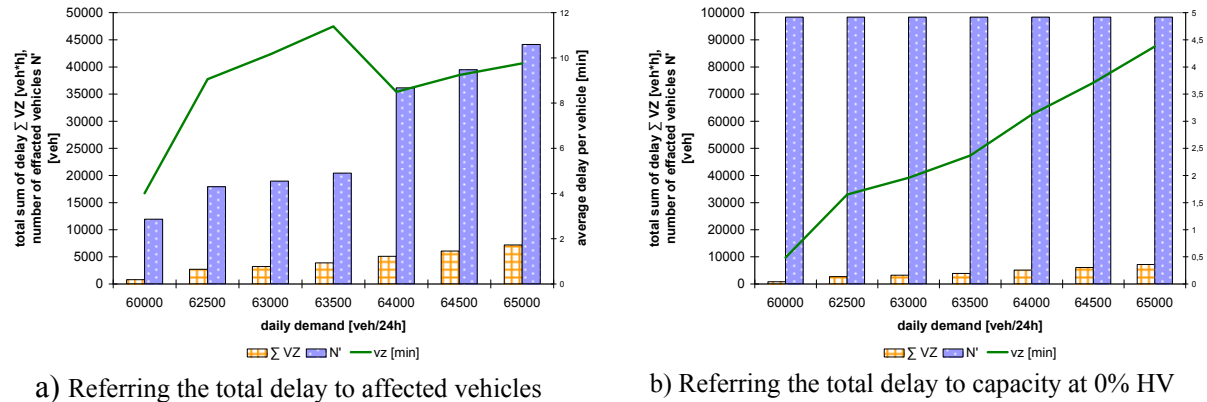 total sum of delay ∑ VZ [veh*h],
number of effacted vehicles N'
[veh]
50000
45000
40000
35000
30000
25000
20000
15000
10000
5000
0
12
10
8
6
4
2
0
average delay per vehicle [min]
60000 62500 63000 63500 64000 64500 65000
daily demand [veh/24h]
∑ VZ N' vz [min]
a) Referring the total delay to affected vehicles
total sum of delay ∑ VZ [veh*h],
number of effacted vehicles N'
[veh]
100000
90000
80000
70000
60000
50000
40000
30000
20000
10000
0
5
4,5
4
3,5
3
2,5
2
1,5
1
0,5
0
60000 62500 63000 63500 64000 64500 65000
daily demand [veh/24h]
∑ VZ N' vz [min]
b) Referring the total delay to capacity at 0% HV